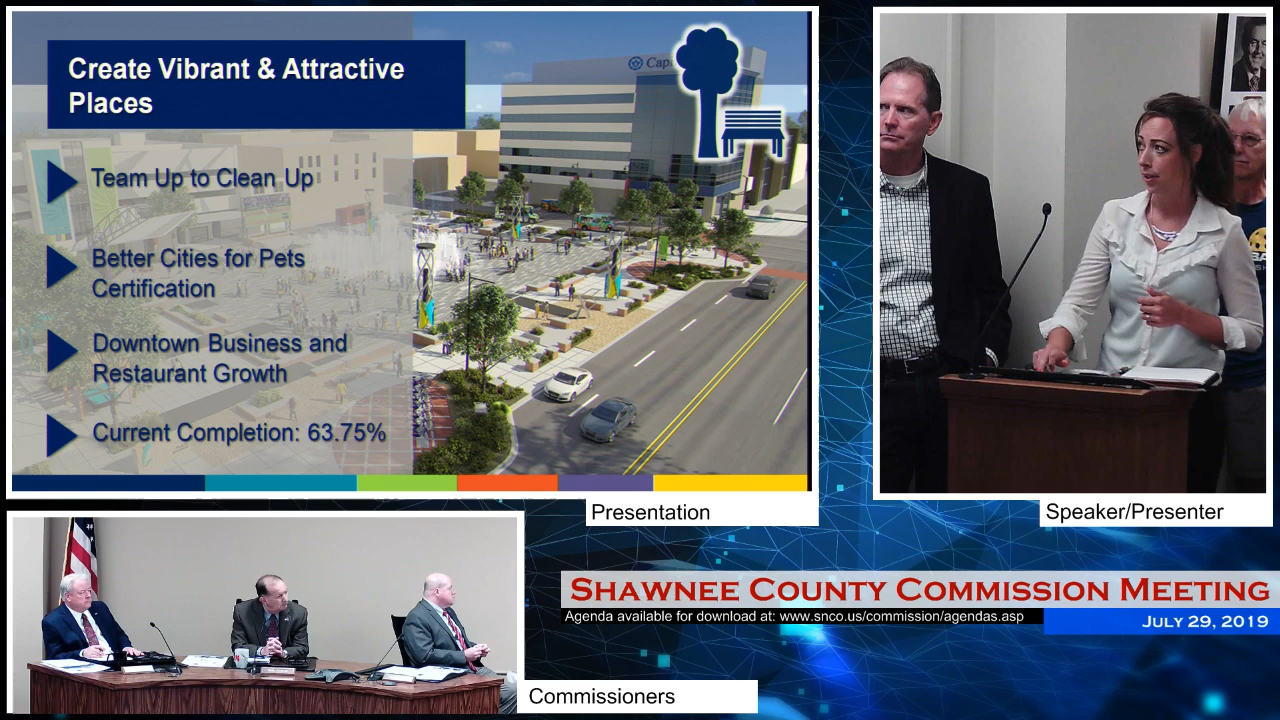 Create Vibrant & Attractive
Places
Team Up to Clean Up
Better Cities for Pets
Certification
Downtown Business and
Restaurant Growth
Current Completion: 63.75%
Presentation
Speaker/Presenter
SHAWNEE COUNTY COMMISSION MEETING
Agenda available for download at: www.snco.us/commission/agendas.asp
JULY 29, 2019
Commissioners